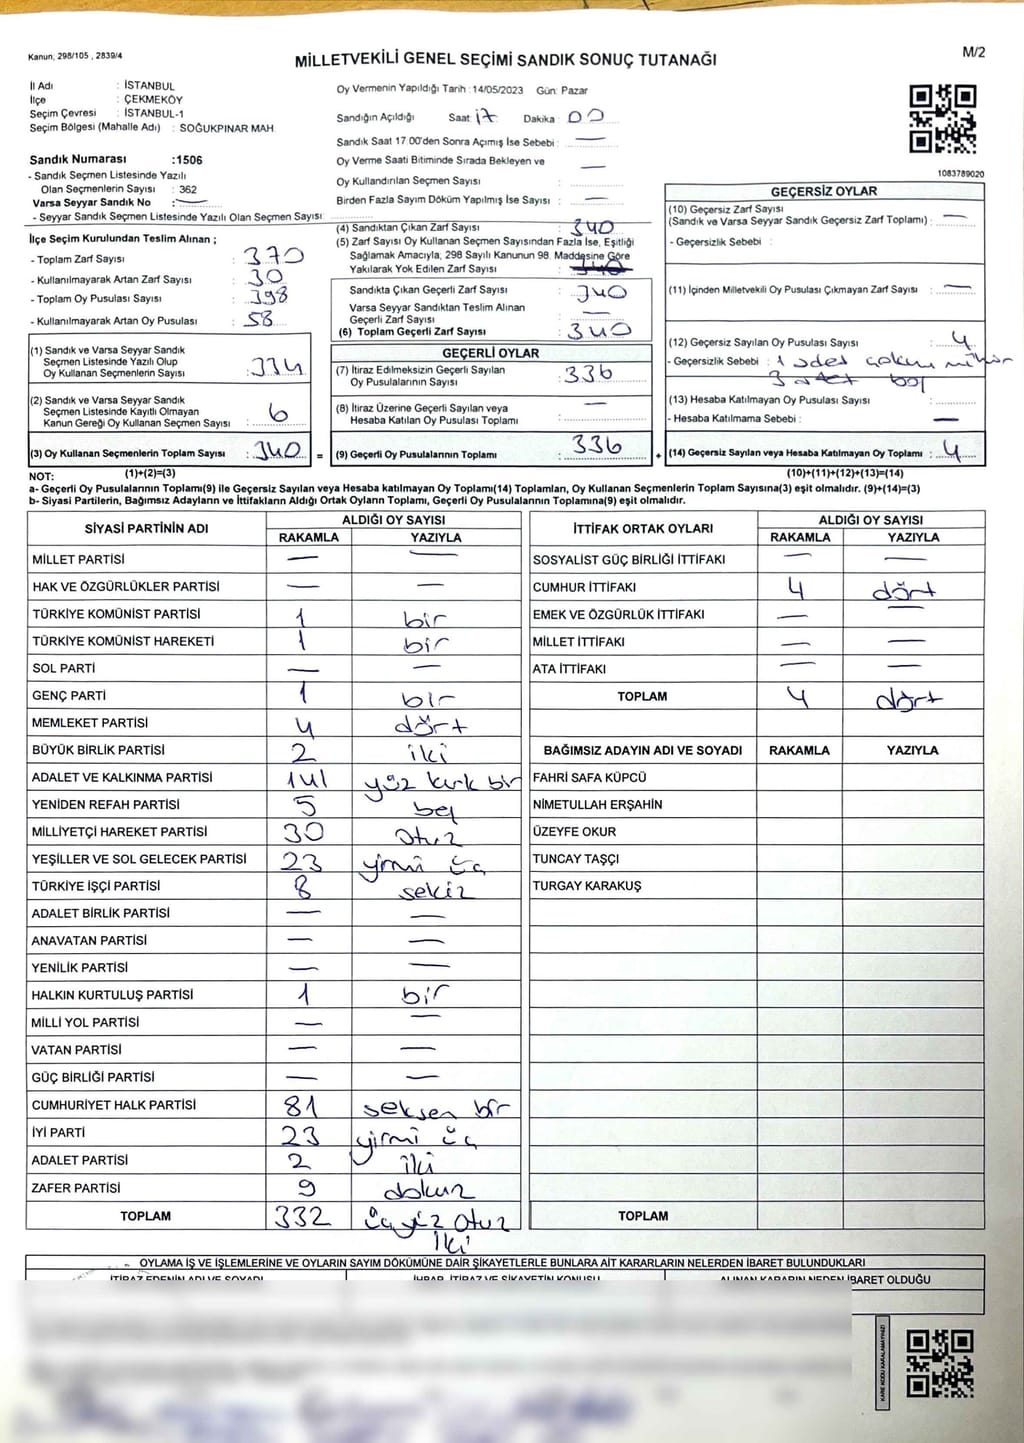 Kanun, 298/105 , 2839/4
MİLLETVEKİLİ GENEL SEÇİMİ SANDIK SONUÇ TUTANAĞI
M/2
İl Adı : İSTANBUL
İlçe : ÇEKMEKÖY
Seçim Çevresi : İSTANBUL-1
Seçim Bölgesi (Mahalle Adı) : SOĞUKPINAR MAH.
Sandık Numarası :1506
- Sandık Seçmen Listesinde Yazılı
Olan Seçmenlerin Sayısı : 362
Varsa Seyyar Sandık No : —
- Seyyar Sandık Seçmen Listesinde Yazılı Olan Seçmen Sayısı:
Oy Vermenin Yapıldığı Tarih :14/05/2023 Gün: Pazar
Sandığın Açıldığı Saat: 17 Dakika : 00
Sandık Saat 17.00'den Sonra Açımış İse Sebebi : —
Oy Verme Saati Bitiminde Sırada Bekleyen ve —
Oy Kullandırılan Seçmen Sayısı :
Birden Fazla Sayım Döküm Yapılmış İse Sayısı : —
1083789020
İlçe Seçim Kurulundan Teslim Alınan ;
- Toplam Zarf Sayısı : 370
- Kullanılmayarak Artan Zarf Sayısı : 30
- Toplam Oy Pusulası Sayısı : 398
- Kullanılmayarak Artan Oy Pusulası : 58
(4) Sandıktan Çıkan Zarf Sayısı : 340
(5) Zarf Sayısı Oy Kullanan Seçmen Sayısından Fazla İse, Eşitliği
Sağlamak Amacıyla; 298 Sayılı Kanunun 98. Maddesine Göre
Yakılarak Yok Edilen Zarf Sayısı :
Sandıkta Çıkan Geçerli Zarf Sayısı : 340
Varsa Seyyar Sandıktan Teslim Alınan
Geçerli Zarf Sayısı : —
(6) Toplam Geçerli Zarf Sayısı : 340
GEÇERSİZ OYLAR
(10) Geçersiz Zarf Sayısı
(Sandık ve Varsa Seyyar Sandık Geçersiz Zarf Toplamı) : —
- Geçersizlik Sebebi :
(11) İçinden Milletvekili Oy Pusulası Çıkmayan Zarf Sayısı : —
(12) Geçersiz Sayılan Oy Pusulası Sayısı : 4
- Geçersizlik Sebebi : 1 adet çoklu mühür
3 adet boş
(13) Hesaba Katılmayan Oy Pusulası Sayısı :
- Hesaba Katılmama Sebebi : —
(14) Geçersiz Sayılan veya Hesaba Katılmayan Oy Toplamı : 4
(1) Sandık ve Varsa Seyyar Sandık
Seçmen Listesinde Yazılı Olup
Oy Kullanan Seçmenlerin Sayısı : 334
(2) Sandık ve Varsa Seyyar Sandık
Seçmen Listesinde Kayıtlı Olmayan
Kanun Gereği Oy Kullanan Seçmen Sayısı : 6
(3) Oy Kullanan Seçmenlerin Toplam Sayısı : 340 =
GEÇERLİ OYLAR
(7) İtiraz Edilmeksizin Geçerli Sayılan
Oy Pusulalarının Sayısı : 336
(8) İtiraz Üzerine Geçerli Sayılan veya
Hesaba Katılan Oy Pusulası Toplamı : —
(9) Geçerli Oy Pusulalarının Toplamı : 336 +
NOT: (1)+(2)=(3) (10)+(11)+(12)+(13)=(14)
a- Geçerli Oy Pusulalarının Toplamı(9) ile Geçersiz Sayılan veya Hesaba katılmayan Oy Toplamı(14) Toplamları, Oy Kullanan Seçmenlerin Toplam Sayısına(3) eşit olmalıdır. (9)+(14)=(3)
b- Siyasi Partilerin, Bağımsız Adayların ve İttifakların Aldığı Ortak Oyların Toplamı, Geçerli Oy Pusulalarının Toplamına(9) eşit olmalıdır.
SİYASİ PARTİNİN ADI ALDIĞI OY SAYISI
RAKAMLA YAZIYLA
MİLLET PARTİSİ — —
HAK VE ÖZGÜRLÜKLER PARTİSİ — —
TÜRKİYE KOMÜNİST PARTİSİ 1 bir
TÜRKİYE KOMÜNİST HAREKETİ 1 bir
SOL PARTİ — —
GENÇ PARTİ 1 bir
MEMLEKET PARTİSİ 4 dört
BÜYÜK BİRLİK PARTİSİ 2 iki
ADALET VE KALKINMA PARTİSİ 141 yüz kırk bir
YENİDEN REFAH PARTİSİ 5 beş
MİLLİYETÇİ HAREKET PARTİSİ 30 otuz
YEŞİLLER VE SOL GELECEK PARTİSİ 23 yirmi üç
TÜRKİYE İŞÇİ PARTİSİ 8 sekiz
ADALET BİRLİK PARTİSİ — —
ANAVATAN PARTİSİ — —
YENİLİK PARTİSİ — —
HALKIN KURTULUŞ PARTİSİ 1 bir
MİLLİ YOL PARTİSİ — —
VATAN PARTİSİ — —
GÜÇ BİRLİĞİ PARTİSİ — —
CUMHURİYET HALK PARTİSİ 81 seksen bir
İYİ PARTİ 23 yirmi üç
ADALET PARTİSİ 2 iki
ZAFER PARTİSİ 9 dokuz
TOPLAM 332 üçyüz otuz
iki
İTTİFAK ORTAK OYLARI ALDIĞI OY SAYISI
RAKAMLA YAZIYLA
SOSYALİST GÜÇ BİRLİĞİ İTTİFAKI — —
CUMHUR İTTİFAKI 4 dört
EMEK VE ÖZGÜRLÜK İTTİFAKI — —
MİLLET İTTİFAKI — —
ATA İTTİFAKI — —
TOPLAM 4 dört
BAĞIMSIZ ADAYIN ADI VE SOYADI RAKAMLA YAZIYLA
FAHRİ SAFA KÜPCÜ
NİMETULLAH ERŞAHİN
ÜZEYFE OKUR
TUNCAY TAŞÇI
TURGAY KARAKUŞ
TOPLAM
OYLAMA İŞ VE İŞLEMLERİNE VE OYLARIN SAYIM DÖKÜMÜNE DAİR ŞİKAYETLERLE BUNLARA AİT KARARLARIN NELERDEN İBARET BULUNDUKLARI
İTİRAZ EDENİN ADI VE SOYADI İHBAR, İTİRAZ VE ŞİKAYETİN KONUSU ALINAN KARARIN NEDEN İBARET OLDUĞU
KARE KODU KARALAMAYINIZ!